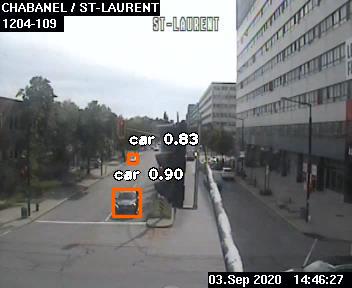 CHABANEL / ST-LAURENT
1204-109
ST-LAURENT
car 0.83
car 0.90
03.Sep 2020 14:46:27